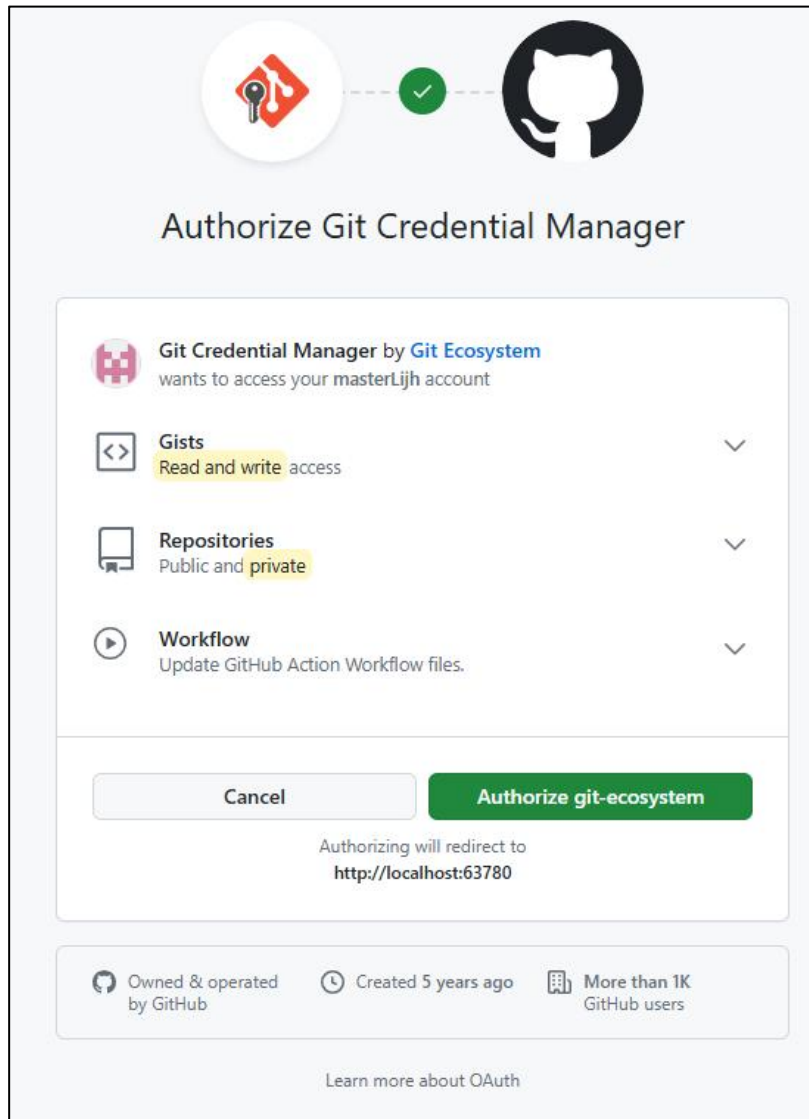 Authorize Git Credential Manager
Git Credential Manager by Git Ecosystem
wants to access your masterLijh account
Gists
Read and write access
Repositories
Public and private
Workflow
Update GitHub Action Workflow files.
Cancel
Authorize git-ecosystem
Authorizing will redirect to
http://localhost:63780
Owned & operated
by GitHub
Created 5 years ago
More than 1K
GitHub users
Learn more about OAuth